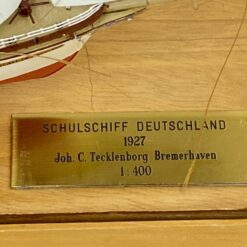 SCHULSCHIFF DEUTSCHLAND
1927
Joh. C. Tecklenborg Bremerhaven
1:400